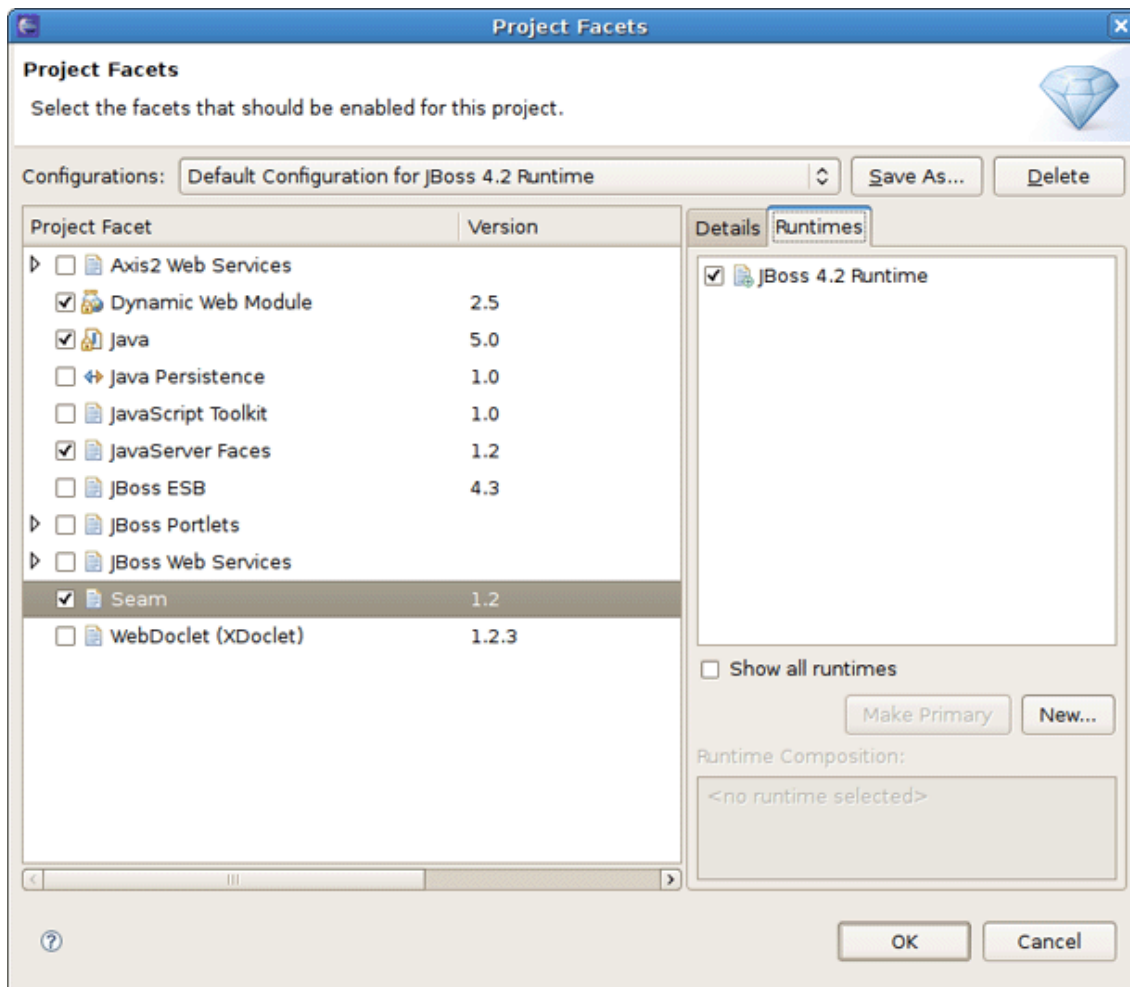 Project Facets
Project Facets
Select the facets that should be enabled for this project.
Configurations: Default Configuration for JBoss 4.2 Runtime Save As... Delete
Project Facet Version
Details Runtimes
Axis2 Web Services
Dynamic Web Module 2.5
Java 5.0
Java Persistence 1.0
JavaScript Toolkit 1.0
JavaServer Faces 1.2
JBoss ESB 4.3
JBoss Portlets
JBoss Web Services
Seam 1.2
WebDoclet (XDoclet) 1.2.3
JBoss 4.2 Runtime
Show all runtimes
Make Primary New...
Runtime Composition:
<no runtime selected>
OK Cancel